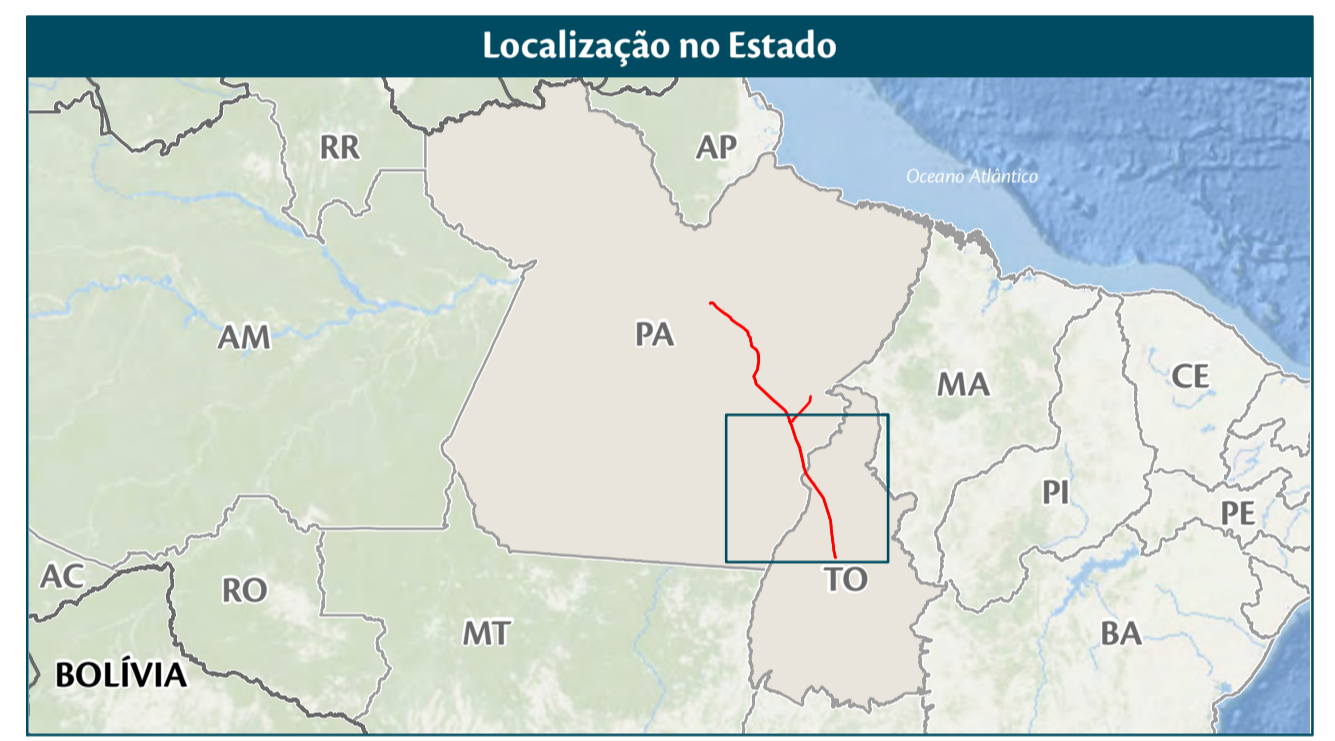 Localização no Estado
RR
AP
Oceano Atlântico
AM
PA
MA
CE
PI
PE
AC
RO
TO
MT
BA
BOLÍVIA